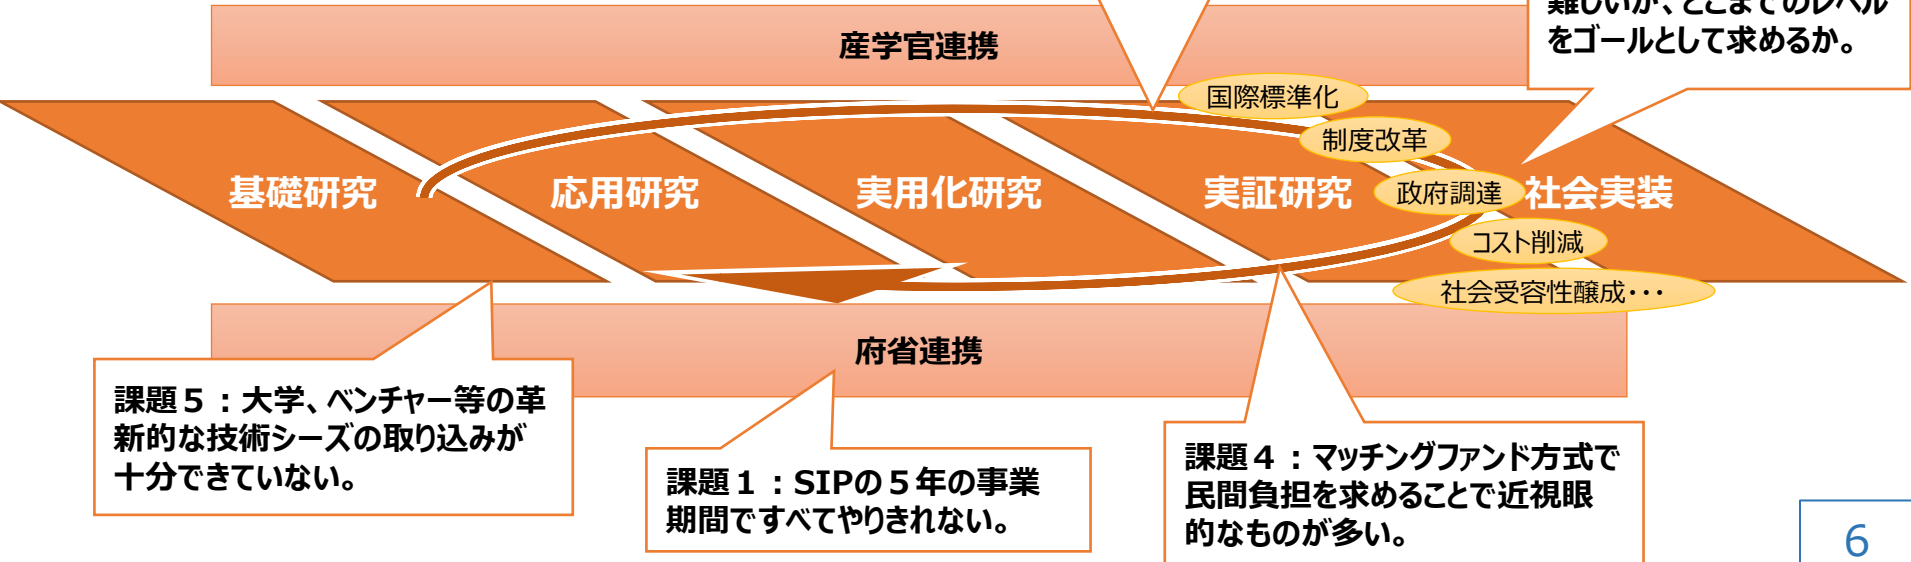 難しいが、どこまでのレベル
をゴールとして求めるか。
産学官連携
国際標準化
制度改革
基礎研究
応用研究
実用化研究
実証研究
政府調達
社会実装
コスト削減
社会受容性醸成・・・
府省連携
課題５：大学、ベンチャー等の革
新的な技術シーズの取り込みが
十分できていない。
課題１：SIPの５年の事業
期間ですべてやりきれない。
課題４：マッチングファンド方式で
民間負担を求めることで近視眼
的なものが多い。
6